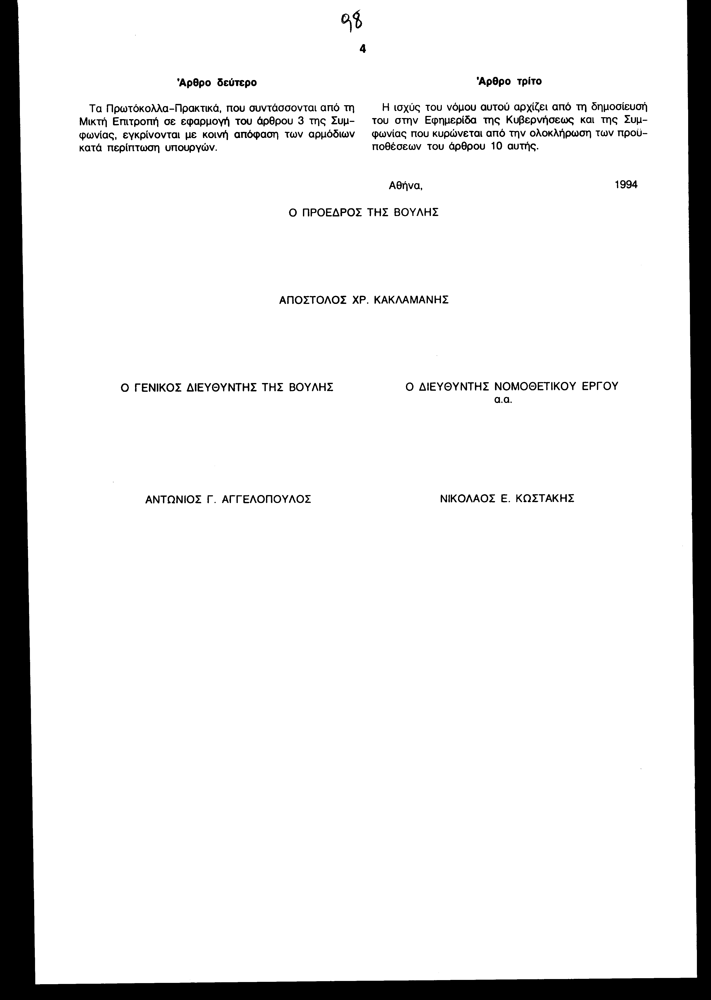 98
4
Άρθρο δεύτερο
Τα Πρωτόκολλα-Πρακτικά, που συντάσσονται από τη
Μικτή Επιτροπή σε εφαρμογή του άρθρου 3 της Συμ-
φωνίας, εγκρίνονται με κοινή απόφαση των αρμόδιων
κατά περίπτωση υπουργών.
Άρθρο τρίτο
Η ισχύς του νόμου αυτού αρχίζει από τη δημοσίευσή
του στην Εφημερίδα της Κυβερνήσεως και της Συμ-
φωνίας που κυρώνεται από την ολοκλήρωση των προϋ-
ποθέσεων του άρθρου 10 αυτής.
Αθήνα, 1994
Ο ΠΡΟΕΔΡΟΣ ΤΗΣ ΒΟΥΛΗΣ
ΑΠΟΣΤΟΛΟΣ ΧΡ. ΚΑΚΛΑΜΑΝΗΣ
Ο ΓΕΝΙΚΟΣ ΔΙΕΥΘΥΝΤΗΣ ΤΗΣ ΒΟΥΛΗΣ
Ο ΔΙΕΥΘΥΝΤΗΣ ΝΟΜΟΘΕΤΙΚΟΥ ΕΡΓΟΥ
α.α.
ΑΝΤΩΝΙΟΣ Γ. ΑΓΓΕΛΟΠΟΥΛΟΣ
ΝΙΚΟΛΑΟΣ Ε. ΚΩΣΤΑΚΗΣ